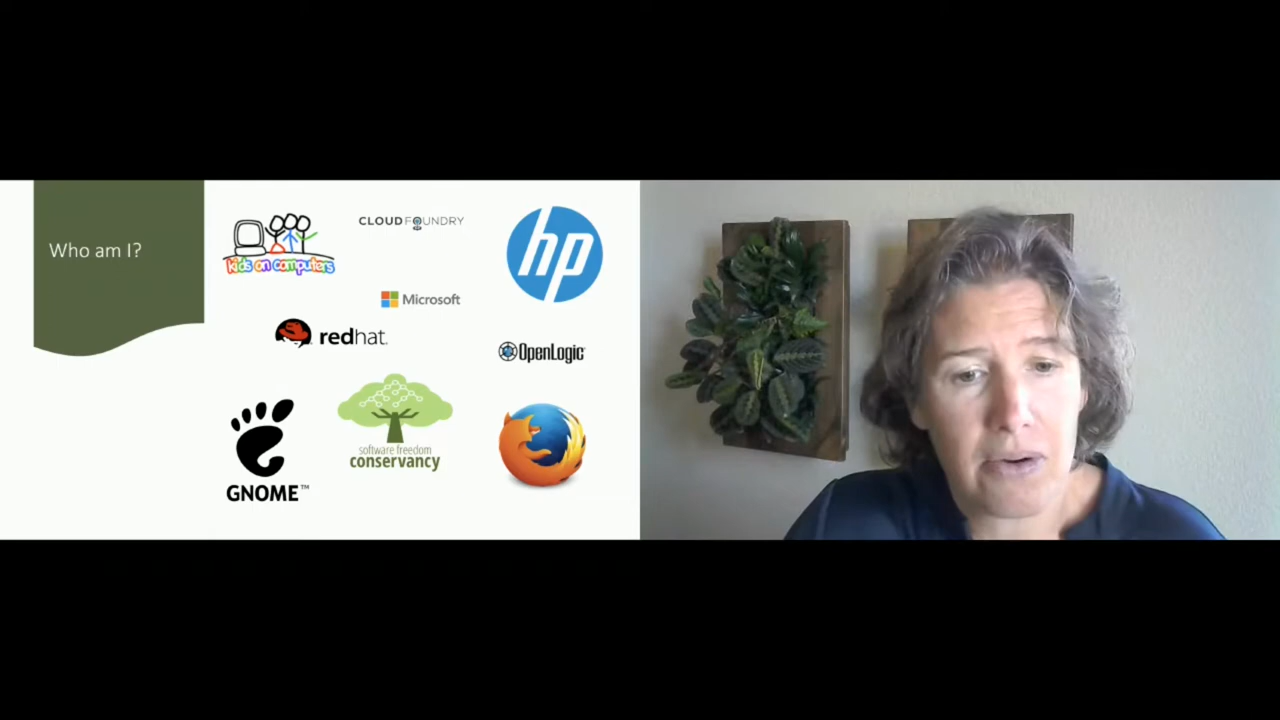 Who am I?
kids on computers
CLOUD FOUNDRY
hp
Microsoft
redhat.
OpenLogic
GNOME™
software freedom
conservancy